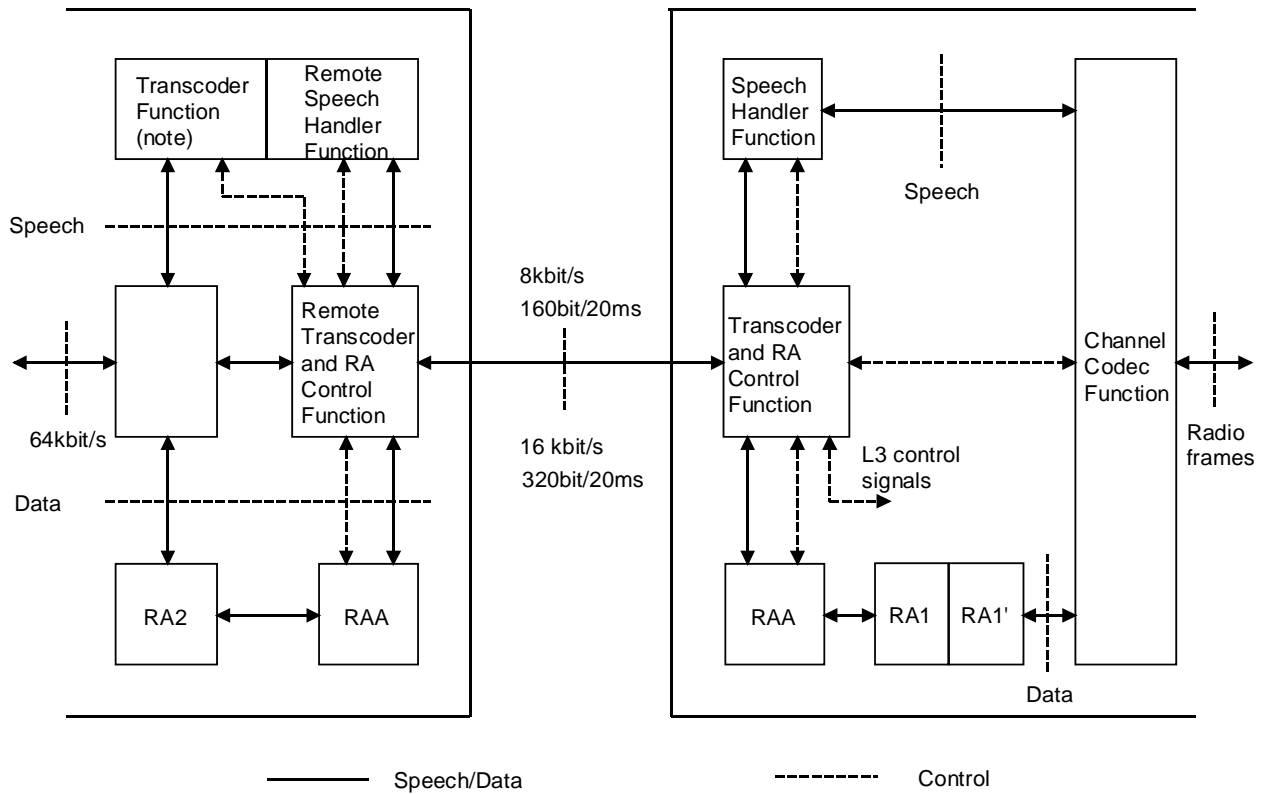 Transcoder
Function
(note)
Remote
Speech
Handler
Function
Speech
Handler
Function
Speech
Speech
8kbit/s
160bit/20ms
Remote
Transcoder
and RA
Control
Function
Transcoder
and RA
Control
Function
Channel
Codec
Function
64kbit/s
16 kbit/s
320bit/20ms
Radio
frames
L3 control
signals
Data
RA2
RAA
RAA
RA1
RA1'
Data
Speech/Data
Control